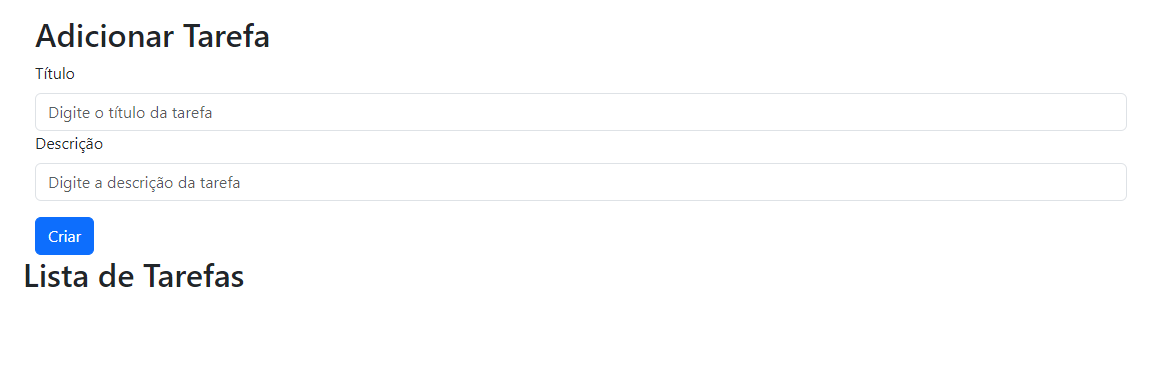 Adicionar Tarefa
Título
Digite o título da tarefa
Descrição
Digite a descrição da tarefa
Criar
Lista de Tarefas